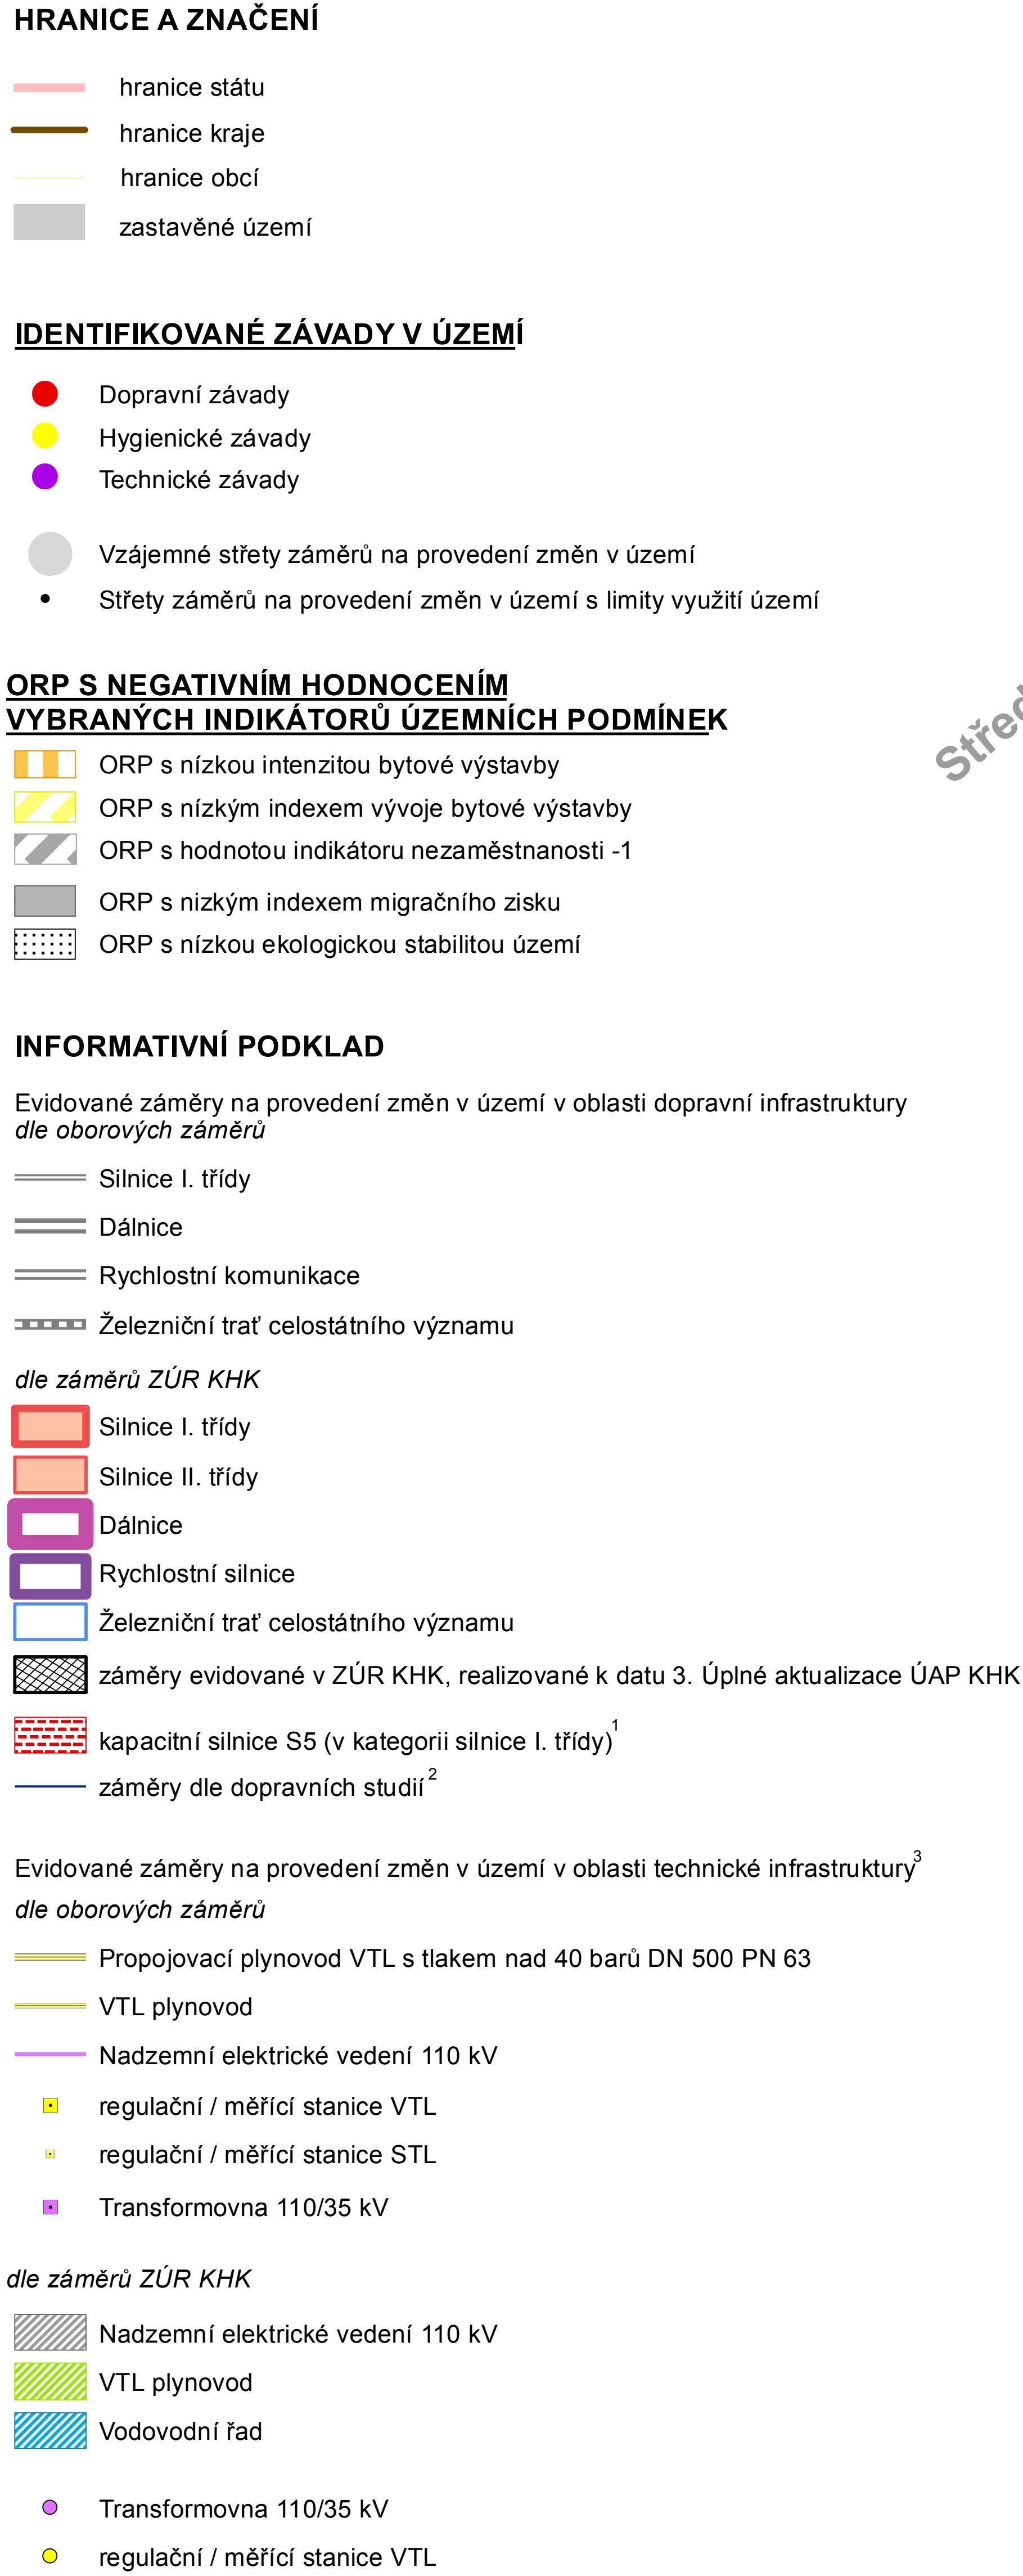 HRANICE A ZNAČENÍ
hranice státu
hranice kraje
hranice obcí
zastavěné území
IDENTIFIKOVANÉ ZÁVADY V ÚZEMÍ
Dopravní závady
Hygienické závady
Technické závady
Vzájemné střety záměrů na provedení změn v území
Střety záměrů na provedení změn v území s limity využití území
ORP S NEGATIVNÍM HODNOCENÍM
VYBRANÝCH INDIKÁTORŮ ÚZEMNÍCH PODMÍNEK
ORP s nízkou intenzitou bytové výstavby
ORP s nízkým indexem vývoje bytové výstavby
ORP s hodnotou indikátoru nezaměstnanosti -1
ORP s nizkým indexem migračního zisku
ORP s nízkou ekologickou stabilitou území
INFORMATIVNÍ PODKLAD
Evidované záměry na provedení změn v území v oblasti dopravní infrastruktury
dle oborových záměrů
Silnice I. třídy
Dálnice
Rychlostní komunikace
Železniční trať celostátního významu
dle záměrů ZÚR KHK
Silnice I. třídy
Silnice II. třídy
Dálnice
Rychlostní silnice
Železniční trať celostátního významu
záměry evidované v ZÚR KHK, realizované k datu 3. Úplné aktualizace ÚAP KHK
kapacitní silnice S5 (v kategorii silnice I. třídy)1
záměry dle dopravních studií 2
Evidované záměry na provedení změn v území v oblasti technické infrastruktury3
dle oborových záměrů
Propojovací plynovod VTL s tlakem nad 40 barů DN 500 PN 63
VTL plynovod
Nadzemní elektrické vedení 110 kV
regulační / měřící stanice VTL
regulační / měřící stanice STL
Transformovna 110/35 kV
dle záměrů ZÚR KHK
Nadzemní elektrické vedení 110 kV
VTL plynovod
Vodovodní řad
Transformovna 110/35 kV
regulační / měřící stanice VTL